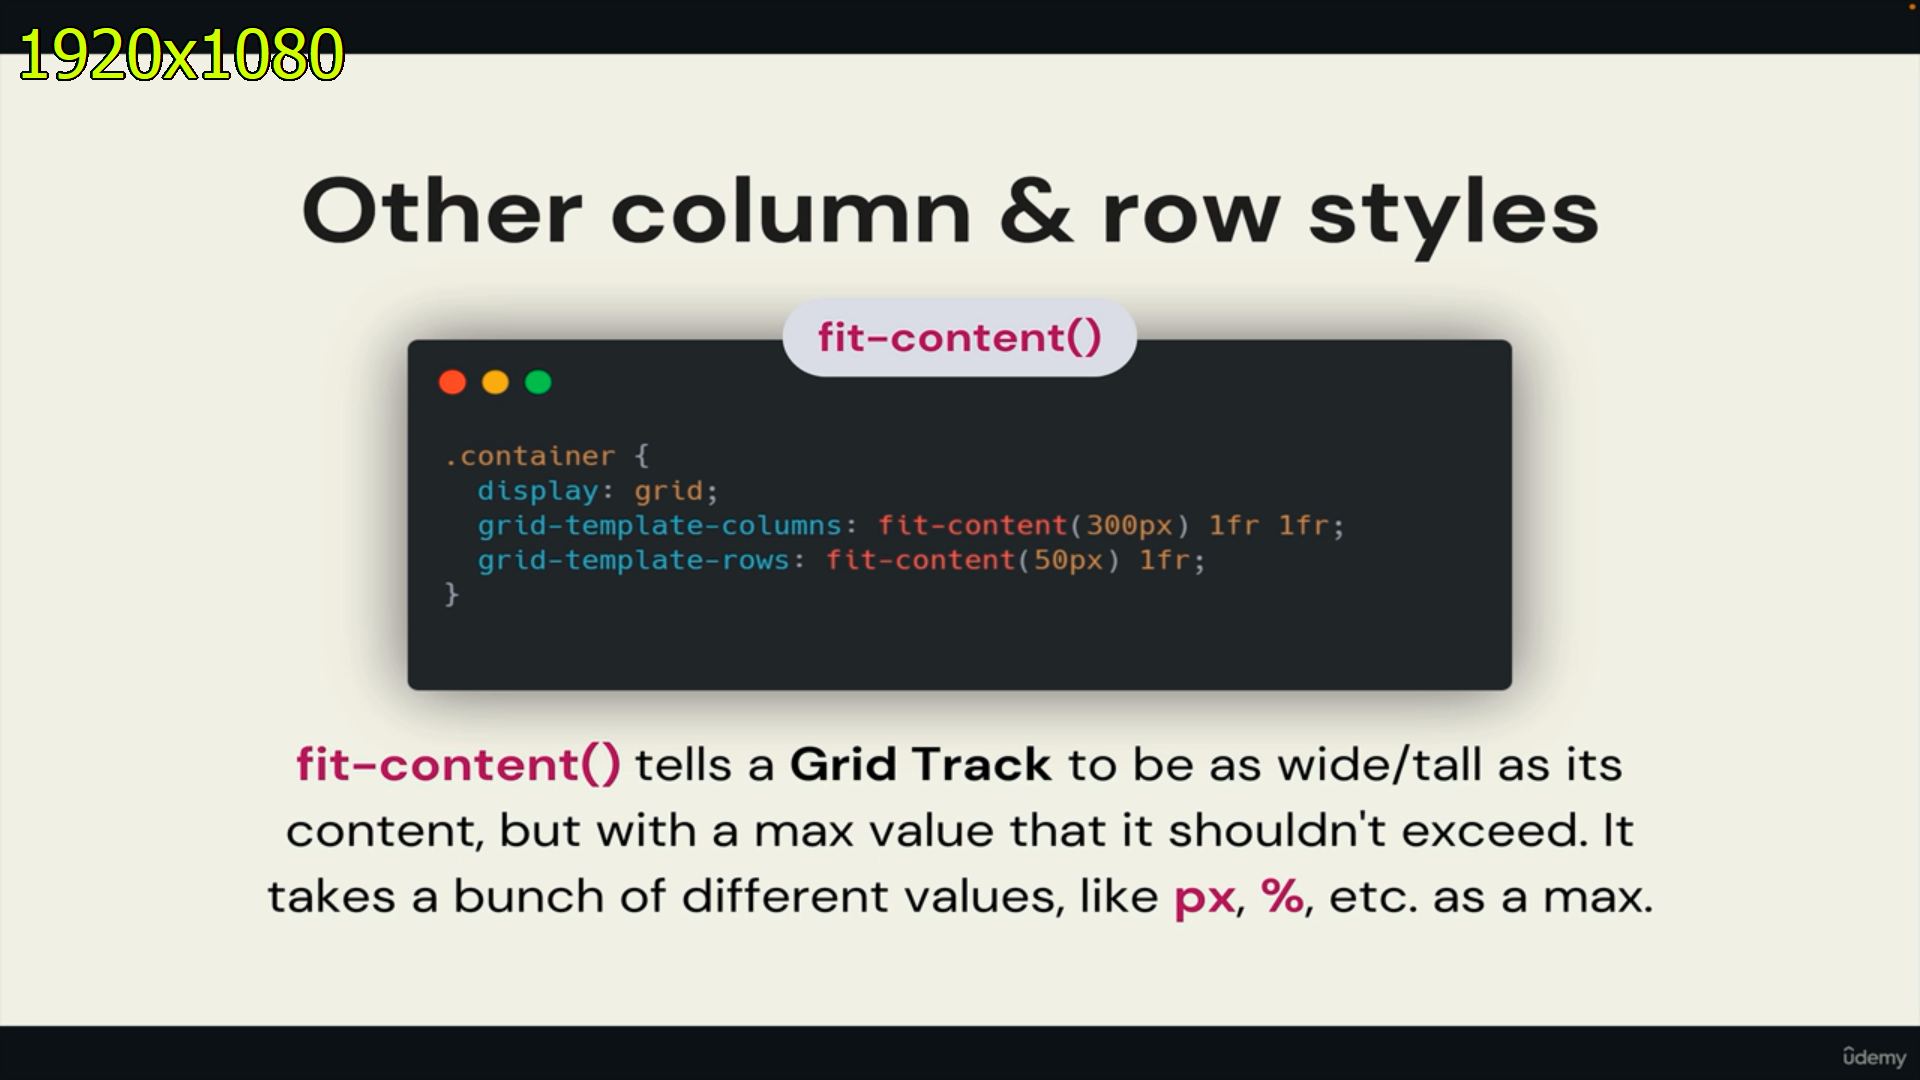 1920x1080
Other column & row styles
fit-content()
.container {
  display: grid;
  grid-template-columns: fit-content(300px) 1fr 1fr;
  grid-template-rows: fit-content(50px) 1fr;
}
fit-content() tells a Grid Track to be as wide/tall as its
content, but with a max value that it shouldn't exceed. It
takes a bunch of different values, like px, %, etc. as a max.
ûdemy